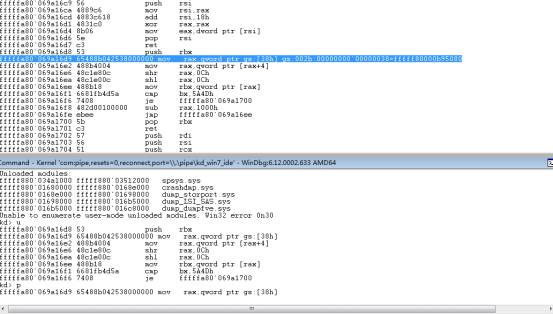 fffffa80`069a16c9 56 push rsi
fffffa80`069a16ca 4889c6 mov rsi,rax
fffffa80`069a16cd 4883c618 add rsi,18h
fffffa80`069a16d1 4831c0 xor rax,rax
fffffa80`069a16d4 8b06 mov eax,dword ptr [rsi]
fffffa80`069a16d6 5e pop rsi
fffffa80`069a16d7 c3 ret
fffffa80`069a16d8 53 push rbx
fffffa80`069a16d9 65488b042538000000 mov rax,qword ptr gs:[38h] gs:002b:00000000`00000038=fffff80000b95080
fffffa80`069a16e2 488b4004 mov rax,qword ptr [rax+4]
fffffa80`069a16e6 48c1e80c shr rax,0Ch
fffffa80`069a16ea 48c1e00c shl rax,0Ch
fffffa80`069a16ee 488b18 mov rbx,qword ptr [rax]
fffffa80`069a16f1 6681fb4d5a cmp bx,5A4Dh
fffffa80`069a16f6 7408 je fffffa80`069a1700
fffffa80`069a16f8 482d00100000 sub rax,1000h
fffffa80`069a16fe ebee jmp fffffa80`069a16ee
fffffa80`069a1700 5b pop rbx
fffffa80`069a1701 c3 ret
fffffa80`069a1702 57 push rdi
fffffa80`069a1703 56 push rsi
fffffa80`069a1704 51 push rcx
Command - Kernel 'com:pipe,resets=0,reconnect,port=\\.\pipe\kd_win7_ide' - WinDbg:6.12.0002.633 AMD64
Unloaded modules:
fffff880`034a1000 fffff880`03512000 spsys.sys
fffff880`01680000 fffff880`0168e000 crashdmp.sys
fffff880`0168e000 fffff880`01698000 dump_storport.sys
fffff880`01698000 fffff880`016b5000 dump_LSI_SAS.sys
fffff880`016b5000 fffff880`016c8000 dump_dumpfve.sys
Unable to enumerate user-mode unloaded modules, Win32 error 0n30
kd> u
fffffa80`069a16d8 53 push rbx
fffffa80`069a16d9 65488b042538000000 mov rax,qword ptr gs:[38h]
fffffa80`069a16e2 488b4004 mov rax,qword ptr [rax+4]
fffffa80`069a16e6 48c1e80c shr rax,0Ch
fffffa80`069a16ea 48c1e00c shl rax,0Ch
fffffa80`069a16ee 488b18 mov rbx,qword ptr [rax]
fffffa80`069a16f1 6681fb4d5a cmp bx,5A4Dh
fffffa80`069a16f6 7408 je fffffa80`069a1700
kd> p
fffffa80`069a16d9 65488b042538000000 mov rax,qword ptr gs:[38h]